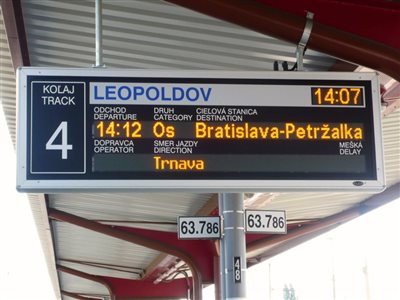 KOĽAJ
TRACK
4
LEOPOLDOV
14:07
ODCHOD DRUH CIEĽOVÁ STANICA
DEPARTURE CATEGORY DESTINATION
14:12 Os Bratislava-Petržalka
DOPRAVCA SMER JAZDY MEŠKÁ
OPERATOR DIRECTION DELAY
Trnava
63.786
63.786
48